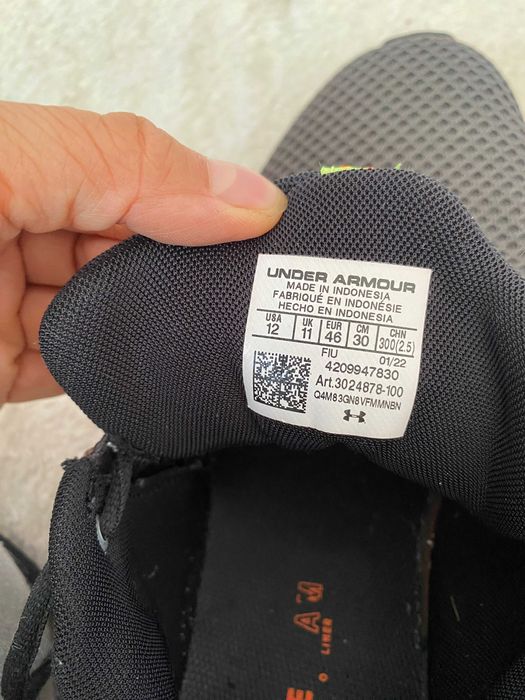 UNDER ARMOUR
MADE IN INDONESIA
FABRIQUÉ EN INDONÉSIE
HECHO EN INDONESIA
USA UK EUR CM CHN
12 11 46 30 300(2.5)
FIU 01/22
4209947830
Art.3024878-100
Q4M83GN8VFMMNBN
LINER